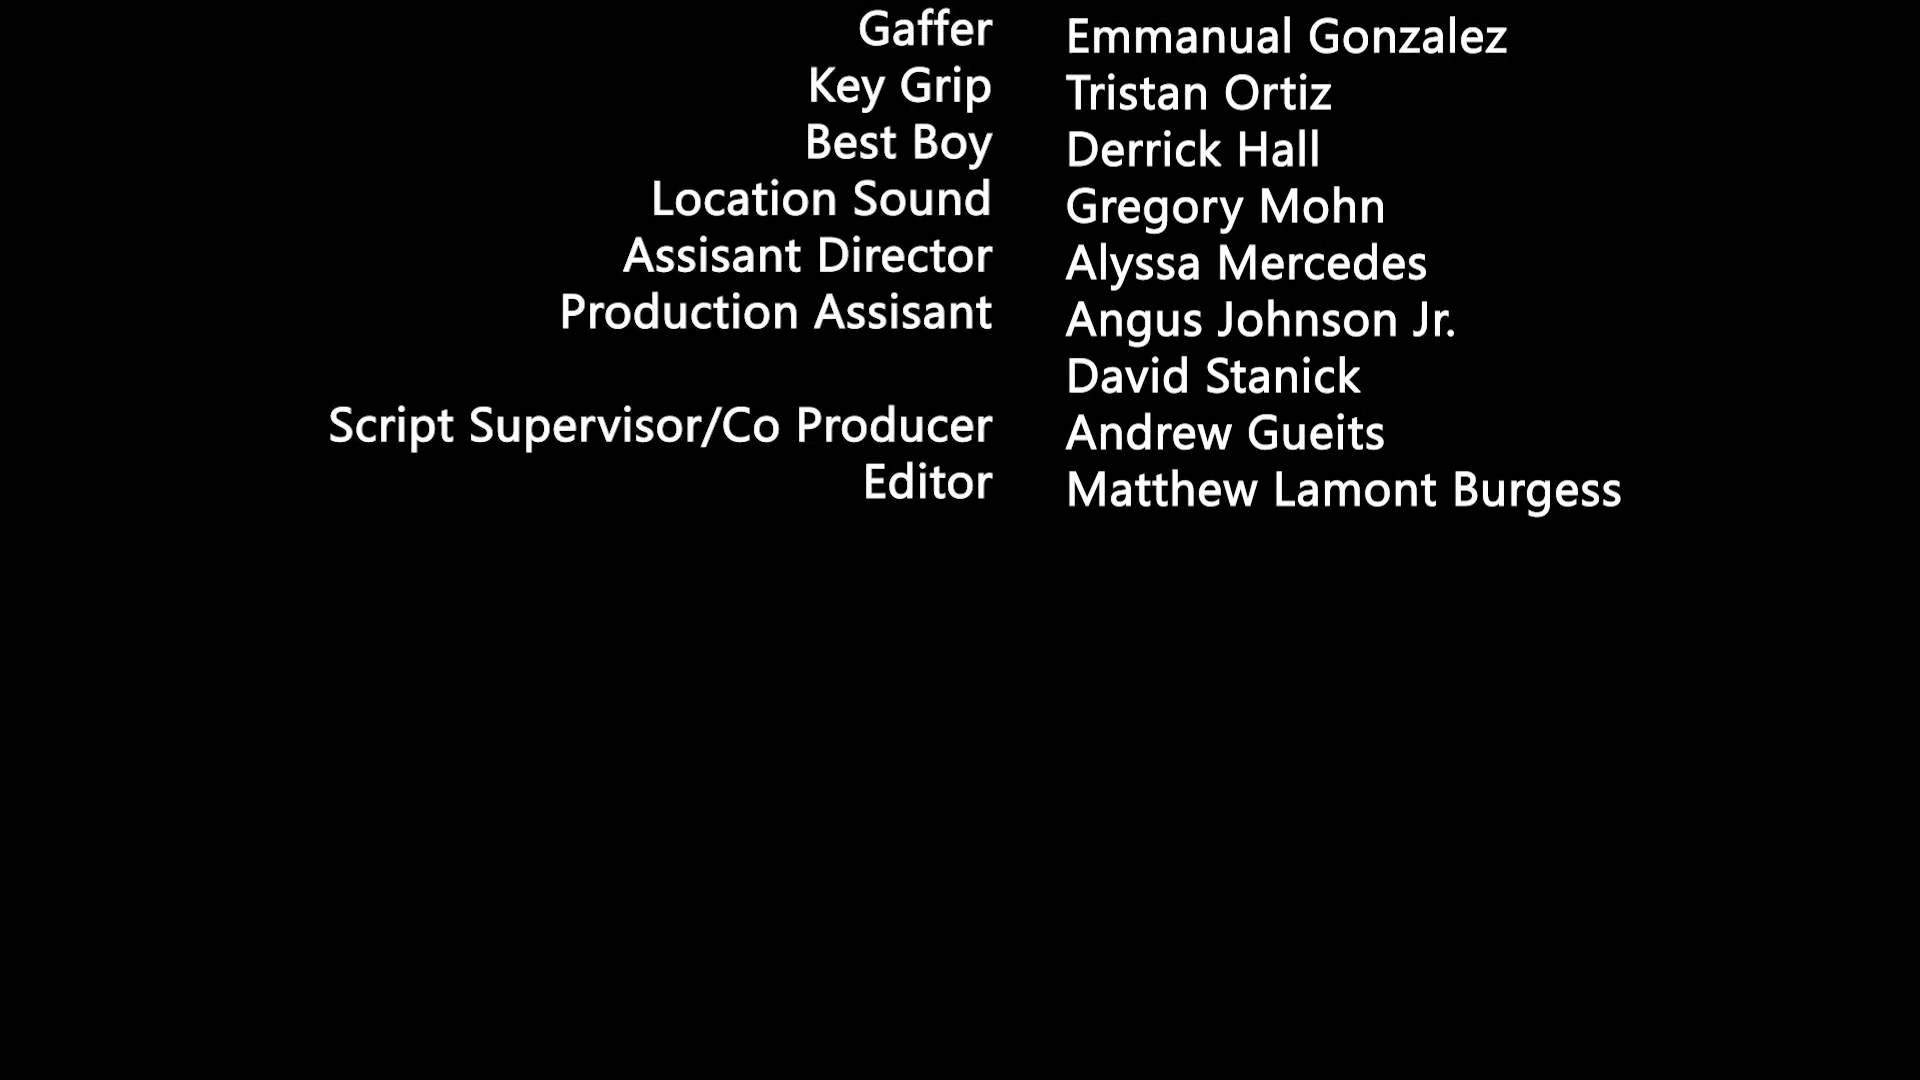 Gaffer Emmanual Gonzalez
Key Grip Tristan Ortiz
Best Boy Derrick Hall
Location Sound Gregory Mohn
Assisant Director Alyssa Mercedes
Production Assisant Angus Johnson Jr.
David Stanick
Script Supervisor/Co Producer Andrew Gueits
Editor Matthew Lamont Burgess